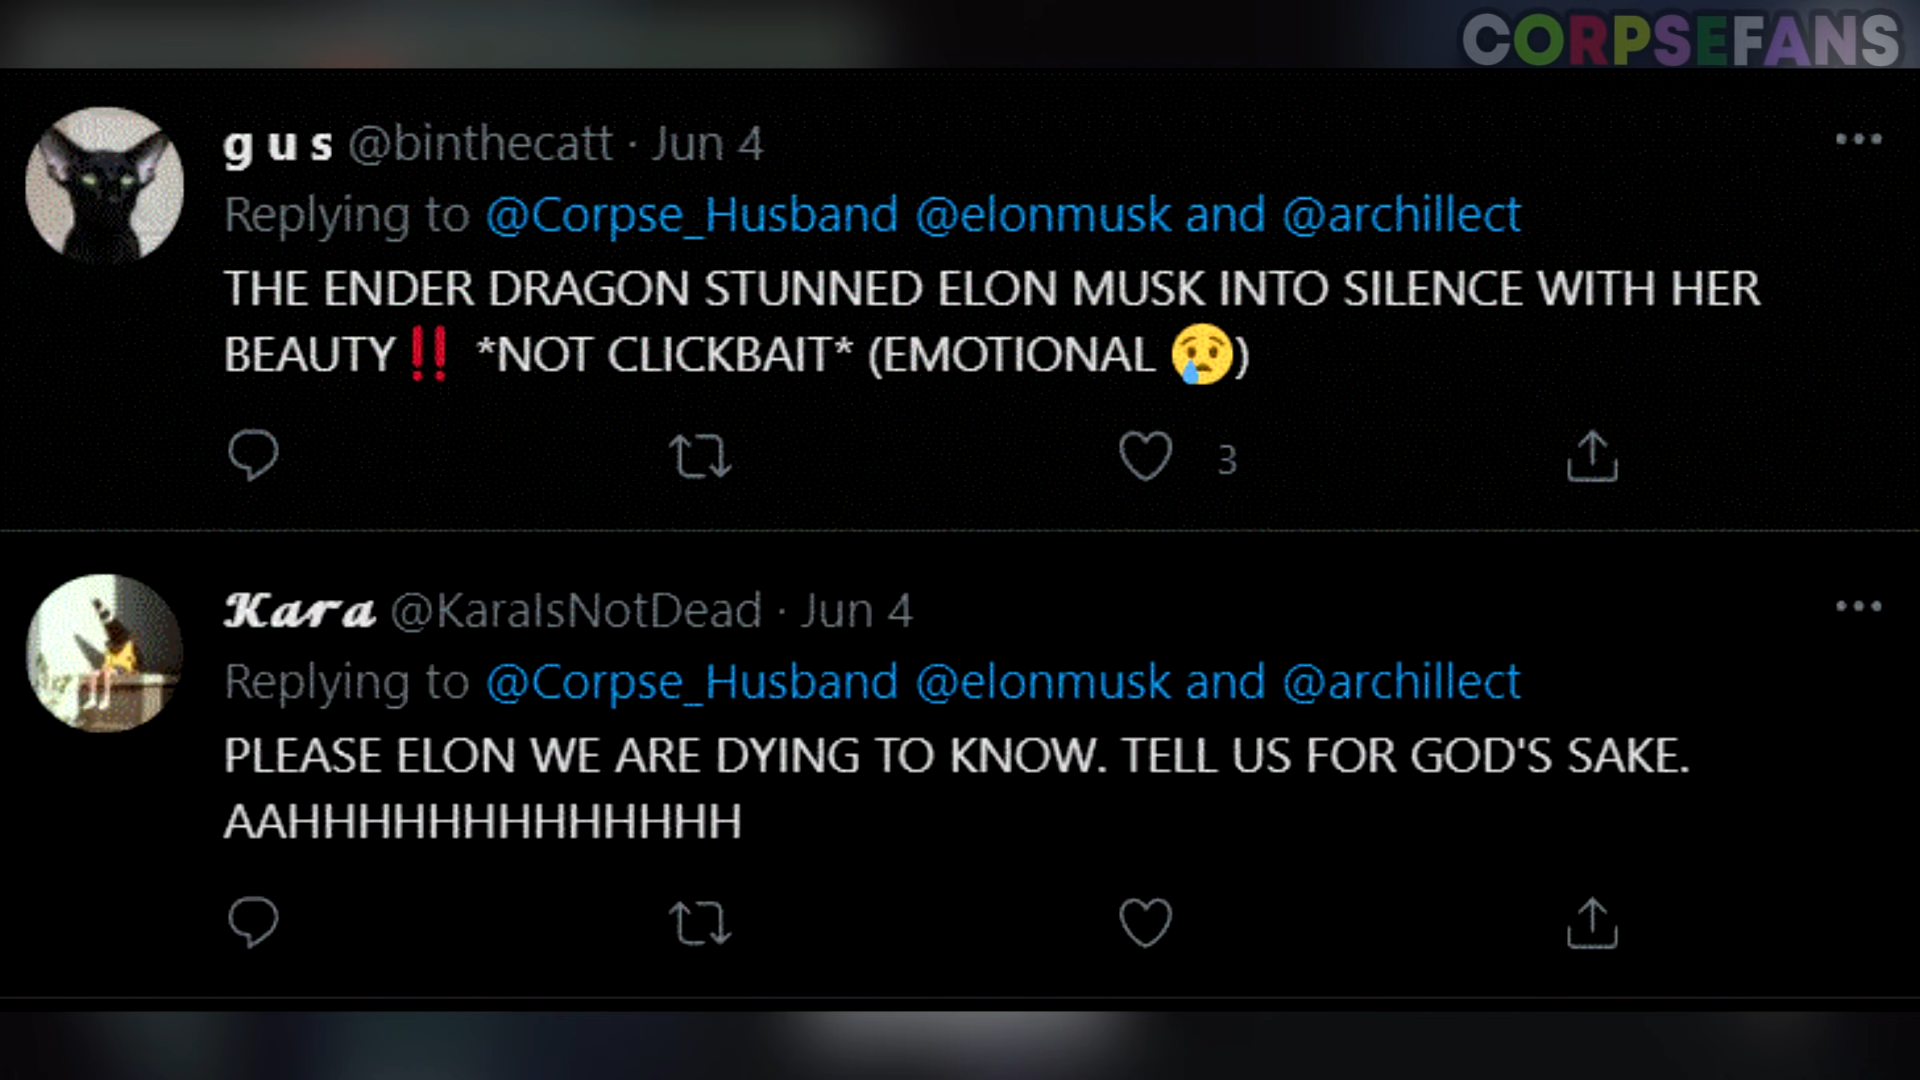 CORPSEFANS
g u s @binthecatt · Jun 4
Replying to @Corpse_Husband @elonmusk and @archillect
THE ENDER DRAGON STUNNED ELON MUSK INTO SILENCE WITH HER
BEAUTY‼️ *NOT CLICKBAIT* (EMOTIONAL 😢)
3
𝓚𝓪𝓻𝓪 @KaraIsNotDead · Jun 4
Replying to @Corpse_Husband @elonmusk and @archillect
PLEASE ELON WE ARE DYING TO KNOW. TELL US FOR GOD'S SAKE.
AAHHHHHHHHHHHHH